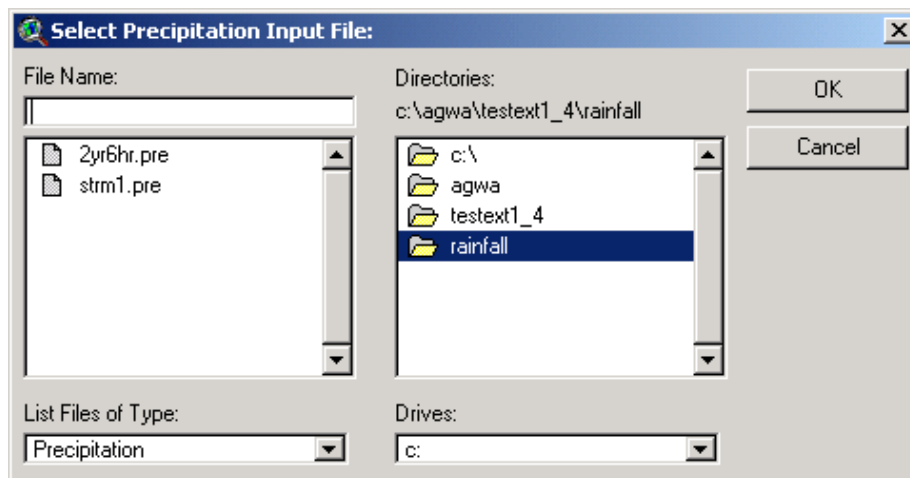 Select Precipitation Input File:
File Name:
2yr6hr.pre
strm1.pre
List Files of Type:
Precipitation
Directories:
c:\agwa\testext1_4\rainfall
c:\
agwa
testext1_4
rainfall
Drives:
c:
OK
Cancel